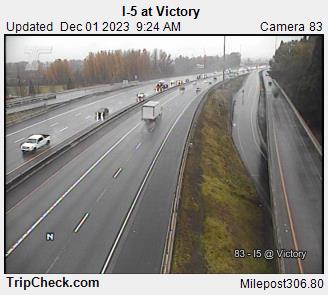 I-5 at Victory
Updated Dec 01 2023 9:24 AM Camera 83
N
83 - I5 @ Victory
TripCheck.com Milepost306.80